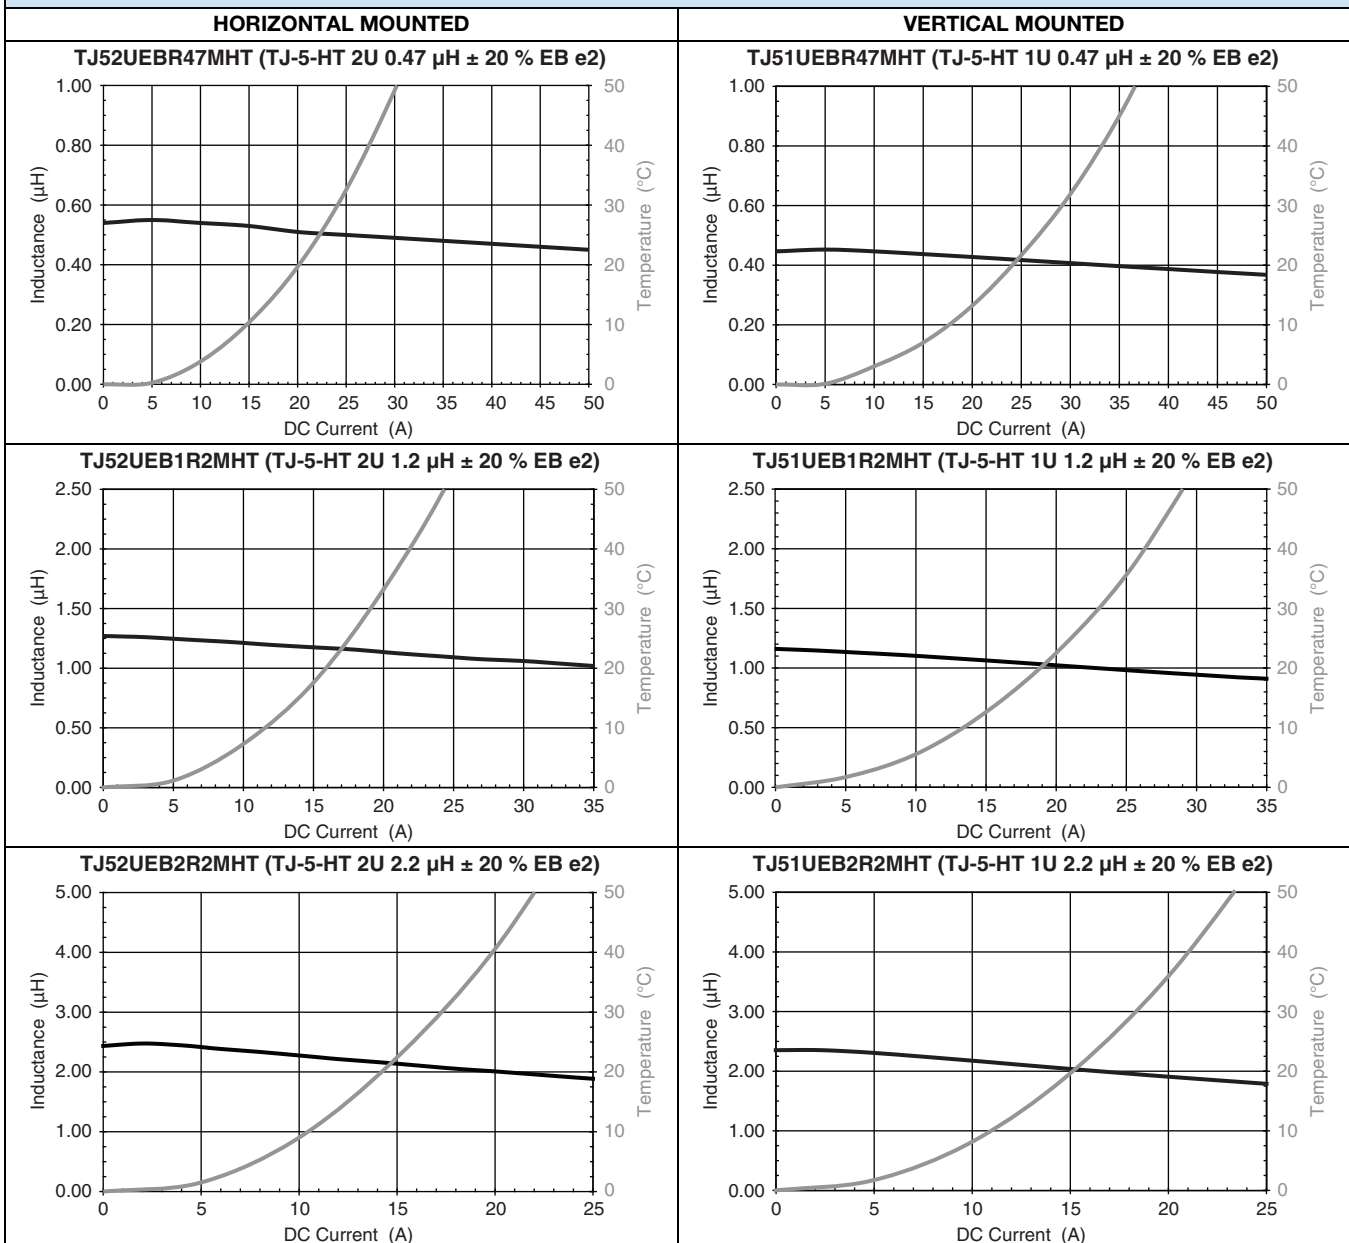 HORIZONTAL MOUNTED
VERTICAL MOUNTED
TJ52UEBR47MHT (TJ-5-HT 2U 0.47 µH ± 20 % EB e2)
1.00
0.80
0.60
0.40
0.20
0.00
Inductance (µH)
50
40
30
20
10
0
Temperature (°C)
0 5 10 15 20 25 30 35 40 45 50
DC Current (A)
TJ51UEBR47MHT (TJ-5-HT 1U 0.47 µH ± 20 % EB e2)
1.00
0.80
0.60
0.40
0.20
0.00
Inductance (µH)
50
40
30
20
10
0
Temperature (°C)
0 5 10 15 20 25 30 35 40 45 50
DC Current (A)
TJ52UEB1R2MHT (TJ-5-HT 2U 1.2 µH ± 20 % EB e2)
2.50
2.00
1.50
1.00
0.50
0.00
Inductance (µH)
50
40
30
20
10
0
Temperature (°C)
0 5 10 15 20 25 30 35
DC Current (A)
TJ51UEB1R2MHT (TJ-5-HT 1U 1.2 µH ± 20 % EB e2)
2.50
2.00
1.50
1.00
0.50
0.00
Inductance (µH)
50
40
30
20
10
0
Temperature (°C)
0 5 10 15 20 25 30 35
DC Current (A)
TJ52UEB2R2MHT (TJ-5-HT 2U 2.2 µH ± 20 % EB e2)
5.00
4.00
3.00
2.00
1.00
0.00
Inductance (µH)
50
40
30
20
10
0
Temperature (°C)
0 5 10 15 20 25
DC Current (A)
TJ51UEB2R2MHT (TJ-5-HT 1U 2.2 µH ± 20 % EB e2)
5.00
4.00
3.00
2.00
1.00
0.00
Inductance (µH)
50
40
30
20
10
0
Temperature (°C)
0 5 10 15 20 25
DC Current (A)